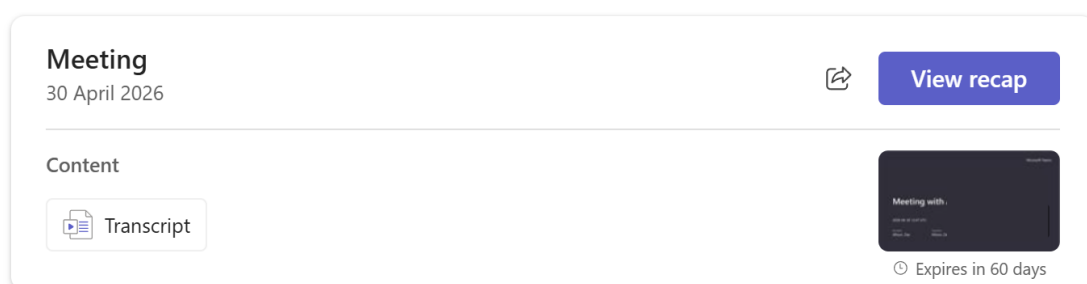 Meeting
30 April 2026
View recap
Content
Transcript
Meeting with
Expires in 60 days